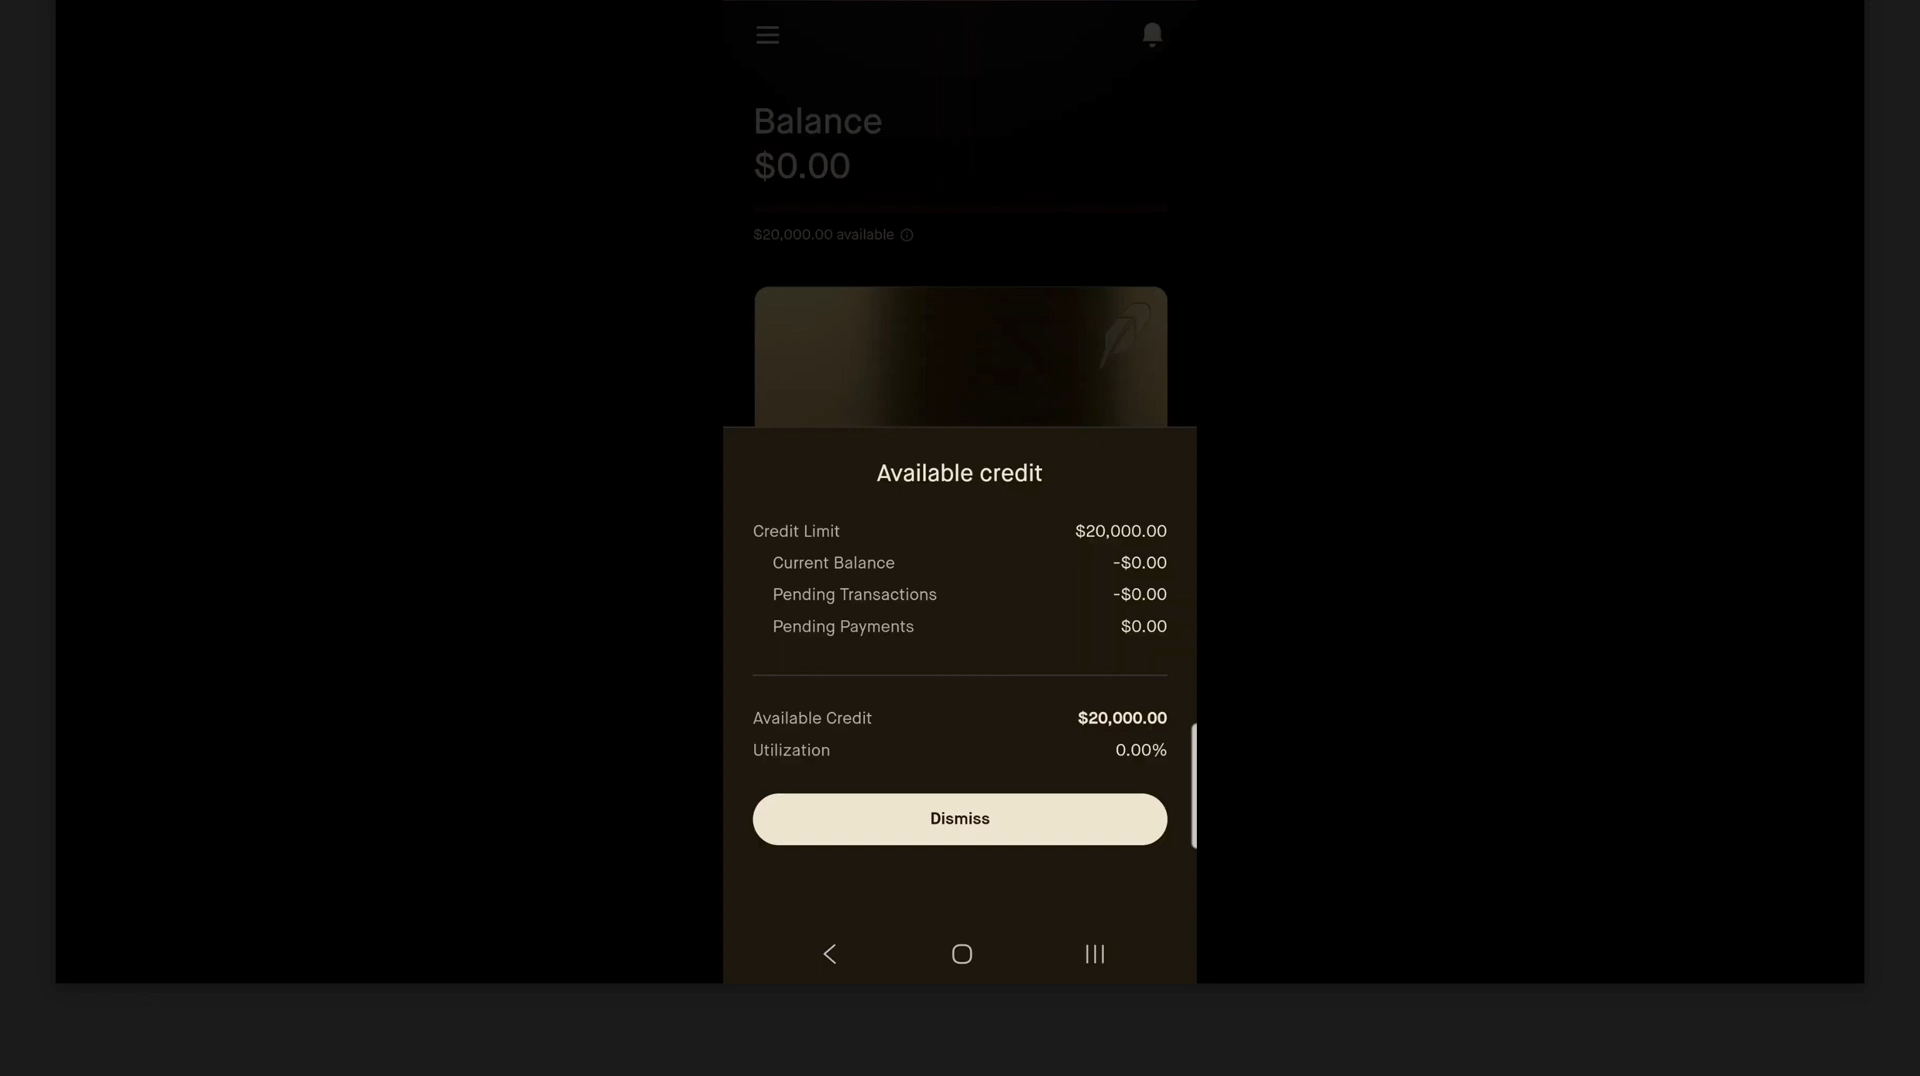 Balance
$0.00
$20,000.00 available
Available credit
Credit Limit $20,000.00
Current Balance -$0.00
Pending Transactions -$0.00
Pending Payments $0.00
Available Credit $20,000.00
Utilization 0.00%
Dismiss